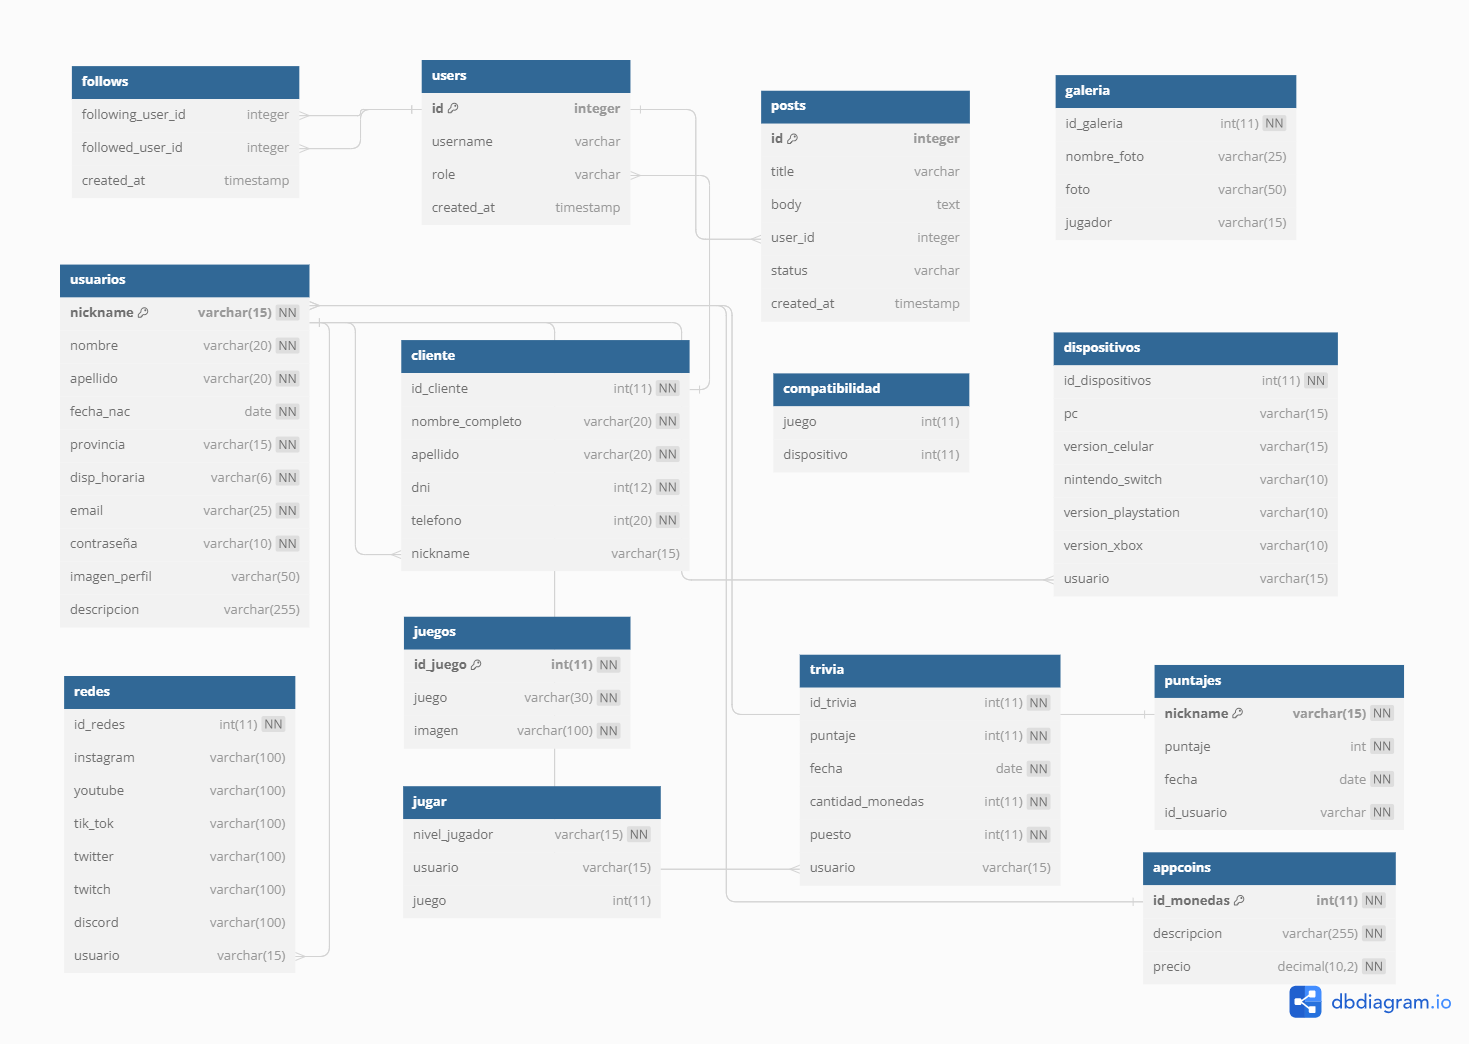 follows
following_user_id integer
followed_user_id integer
created_at timestamp
users
id integer
username varchar
role varchar
created_at timestamp
posts
id integer
title varchar
body text
user_id integer
status varchar
created_at timestamp
galeria
id_galeria int(11) NN
nombre_foto varchar(25)
foto varchar(50)
jugador varchar(15)
usuarios
nickname varchar(15) NN
nombre varchar(20) NN
apellido varchar(20) NN
fecha_nac date NN
provincia varchar(15) NN
disp_horaria varchar(6) NN
email varchar(25) NN
contraseña varchar(10) NN
imagen_perfil varchar(50)
descripcion varchar(255)
cliente
id_cliente int(11) NN
nombre_completo varchar(20) NN
apellido varchar(20) NN
dni int(12) NN
telefono int(20) NN
nickname varchar(15)
compatibilidad
juego int(11)
dispositivo int(11)
dispositivos
id_dispositivos int(11) NN
pc varchar(15)
version_celular varchar(15)
nintendo_switch varchar(10)
version_playstation varchar(10)
version_xbox varchar(10)
usuario varchar(15)
juegos
id_juego int(11) NN
juego varchar(30) NN
imagen varchar(100) NN
redes
id_redes int(11) NN
instagram varchar(100)
youtube varchar(100)
tik_tok varchar(100)
twitter varchar(100)
twitch varchar(100)
discord varchar(100)
usuario varchar(15)
jugar
nivel_jugador varchar(15) NN
usuario varchar(15)
juego int(11)
trivia
id_trivia int(11) NN
puntaje int(11) NN
fecha date NN
cantidad_monedas int(11) NN
puesto int(11) NN
usuario varchar(15)
puntajes
nickname varchar(15) NN
puntaje int NN
fecha date NN
id_usuario varchar NN
appcoins
id_monedas int(11) NN
descripcion varchar(255) NN
precio decimal(10,2) NN
dbdiagram.io